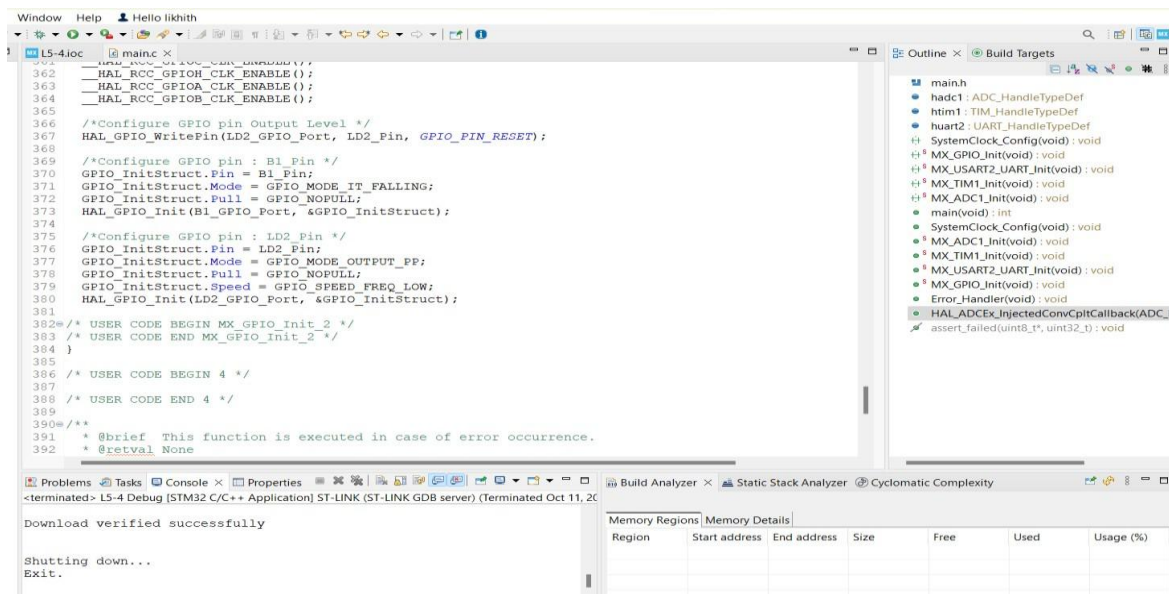 Window Help Hello likhith
L5-4.ioc main.c ×
361 __HAL_RCC_GPIOC_CLK_ENABLE();
362 __HAL_RCC_GPIOH_CLK_ENABLE();
363 __HAL_RCC_GPIOA_CLK_ENABLE();
364 __HAL_RCC_GPIOB_CLK_ENABLE();
365
366 /*Configure GPIO pin Output Level */
367 HAL_GPIO_WritePin(LD2_GPIO_Port, LD2_Pin, GPIO_PIN_RESET);
368
369 /*Configure GPIO pin : B1_Pin */
370 GPIO_InitStruct.Pin = B1_Pin;
371 GPIO_InitStruct.Mode = GPIO_MODE_IT_FALLING;
372 GPIO_InitStruct.Pull = GPIO_NOPULL;
373 HAL_GPIO_Init(B1_GPIO_Port, &GPIO_InitStruct);
374
375 /*Configure GPIO pin : LD2_Pin */
376 GPIO_InitStruct.Pin = LD2_Pin;
377 GPIO_InitStruct.Mode = GPIO_MODE_OUTPUT_PP;
378 GPIO_InitStruct.Pull = GPIO_NOPULL;
379 GPIO_InitStruct.Speed = GPIO_SPEED_FREQ_LOW;
380 HAL_GPIO_Init(LD2_GPIO_Port, &GPIO_InitStruct);
381
382 /* USER CODE BEGIN MX_GPIO_Init_2 */
383 /* USER CODE END MX_GPIO_Init_2 */
384 }
385
386 /* USER CODE BEGIN 4 */
387
388 /* USER CODE END 4 */
389
390 /**
391 * @brief This function is executed in case of error occurrence.
392 * @retval None
Outline × Build Targets
main.h
hadc1 : ADC_HandleTypeDef
htim1 : TIM_HandleTypeDef
huart2 : UART_HandleTypeDef
SystemClock_Config(void) : void
MX_GPIO_Init(void) : void
MX_USART2_UART_Init(void) : void
MX_TIM1_Init(void) : void
MX_ADC1_Init(void) : void
main(void) : int
SystemClock_Config(void) : void
MX_ADC1_Init(void) : void
MX_TIM1_Init(void) : void
MX_USART2_UART_Init(void) : void
MX_GPIO_Init(void) : void
Error_Handler(void) : void
HAL_ADCEx_InjectedConvCpltCallback(ADC_
assert_failed(uint8_t*, uint32_t) : void
Problems Tasks Console × Properties
<terminated> L5-4 Debug [STM32 C/C++ Application] ST-LINK (ST-LINK GDB server) (Terminated Oct 11, 20
Download verified successfully
Shutting down...
Exit.
Build Analyzer × Static Stack Analyzer Cyclomatic Complexity
Memory Regions Memory Details
Region Start address End address Size Free Used Usage (%)